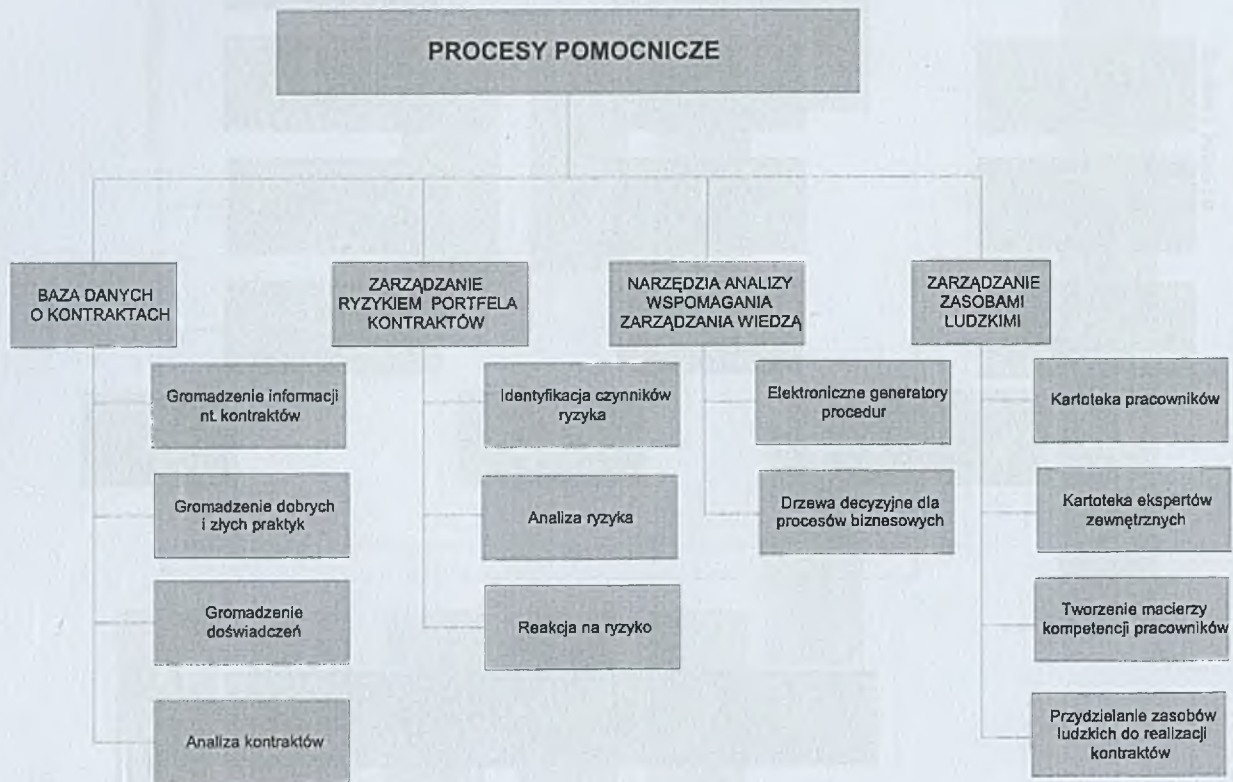 PROCESY POMOCNICZE
BAZA DANYCH
O KONTRAKTACH
Gromadzenie informacji
nt. kontraktów
Gromadzenie dobrych
i złych praktyk
Gromadzenie
doświadczeń
Analiza kontraktów
ZARZĄDZANIE
RYZYKIEM PORTFELA
KONTRAKTÓW
Identyfikacja czynników
ryzyka
Analiza ryzyka
Reakcja na ryzyko
NARZĘDZIA ANALIZY
WSPOMAGANIA
ZARZĄDZANIA WIEDZĄ
Elektroniczne generatory
procedur
Drzewa decyzyjne dla
procesów biznesowych
ZARZĄDZANIE
ZASOBAMI
LUDZKIMI
Kartoteka pracowników
Kartoteka ekspertów
zewnętrznych
Tworzenie macierzy
kompetencji pracowników
Przydzielanie zasobów
ludzkich do realizacji
kontraktów